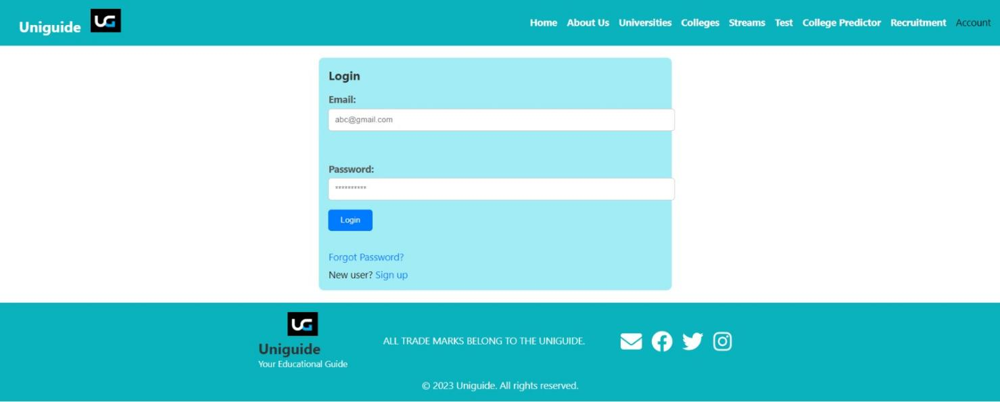 Uniguide UG Home About Us Universities Colleges Streams Test College Predictor Recruitment Account
Login
Email:
abc@gmail.com
Password:
**********
Login
Forgot Password?
New user? Sign up
UG
Uniguide
Your Educational Guide
ALL TRADE MARKS BELONG TO THE UNIGUIDE.
© 2023 Uniguide. All rights reserved.